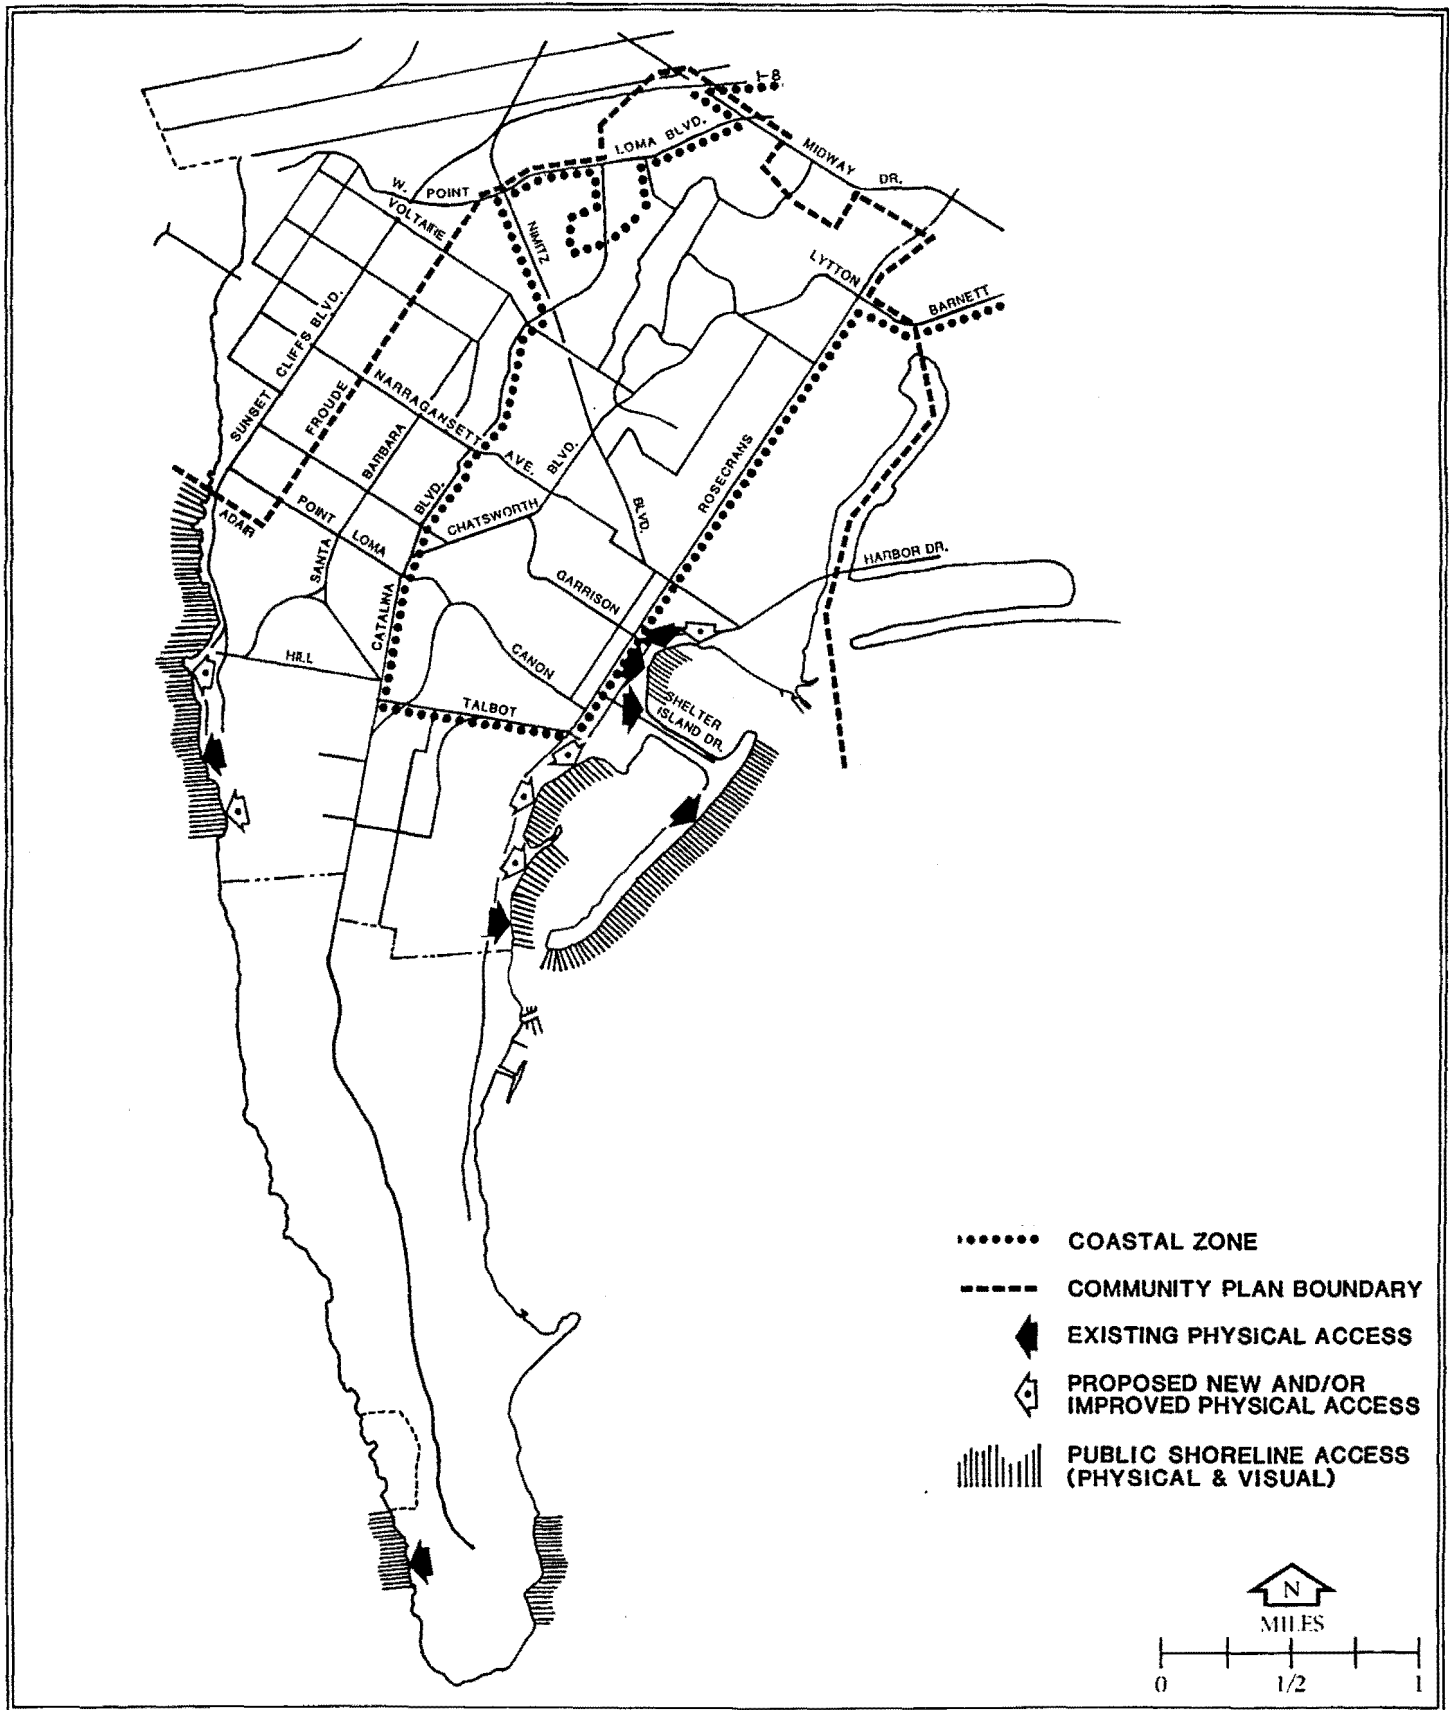 I-8
LOMA BLVD.
MIDWAY
DR.
W.
POINT
VOLTAIRE
NIMITZ
LYTTON
BARNETT
CLIFFS BLVD.
SUNSET
FROUDE
NARRAGANSETT
AVE.
BARBARA
BLVD.
ROSECRANS
BLVD.
CHATSWORTH
BLVD.
ADAIR
POINT
LOMA
SANTA
HARBOR DR.
GARRISON
CATALINA
CANON
HILL
TALBOT
SHELTER
ISLAND DR.
COASTAL ZONE
COMMUNITY PLAN BOUNDARY
EXISTING PHYSICAL ACCESS
PROPOSED NEW AND/OR
IMPROVED PHYSICAL ACCESS
PUBLIC SHORELINE ACCESS
(PHYSICAL & VISUAL)
N
MILES
0 1/2 1